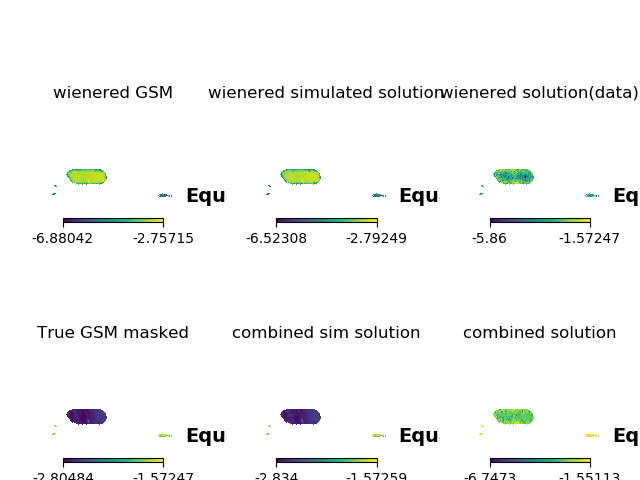 wienered GSM
wienered simulated solution
wienered solution(data)
Equ
Equ
Eq
-6.88042 -2.75715
-6.52308 -2.79249
-5.86 -1.57247
True GSM masked
combined sim solution
combined solution
Equ
Equ
Eq
-2.80484 -1.57247
-2.834 -1.57259
-6.7473 -1.55113